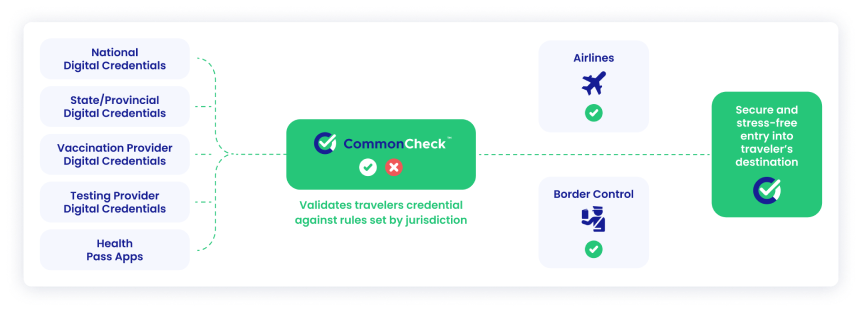 National
Digital Credentials
State/Provincial
Digital Credentials
Vaccination Provider
Digital Credentials
Testing Provider
Digital Credentials
Health
Pass Apps
CommonCheck™
Validates travelers credential
against rules set by jurisdiction
Airlines
Border Control
Secure and
stress-free
entry into
traveler's
destination